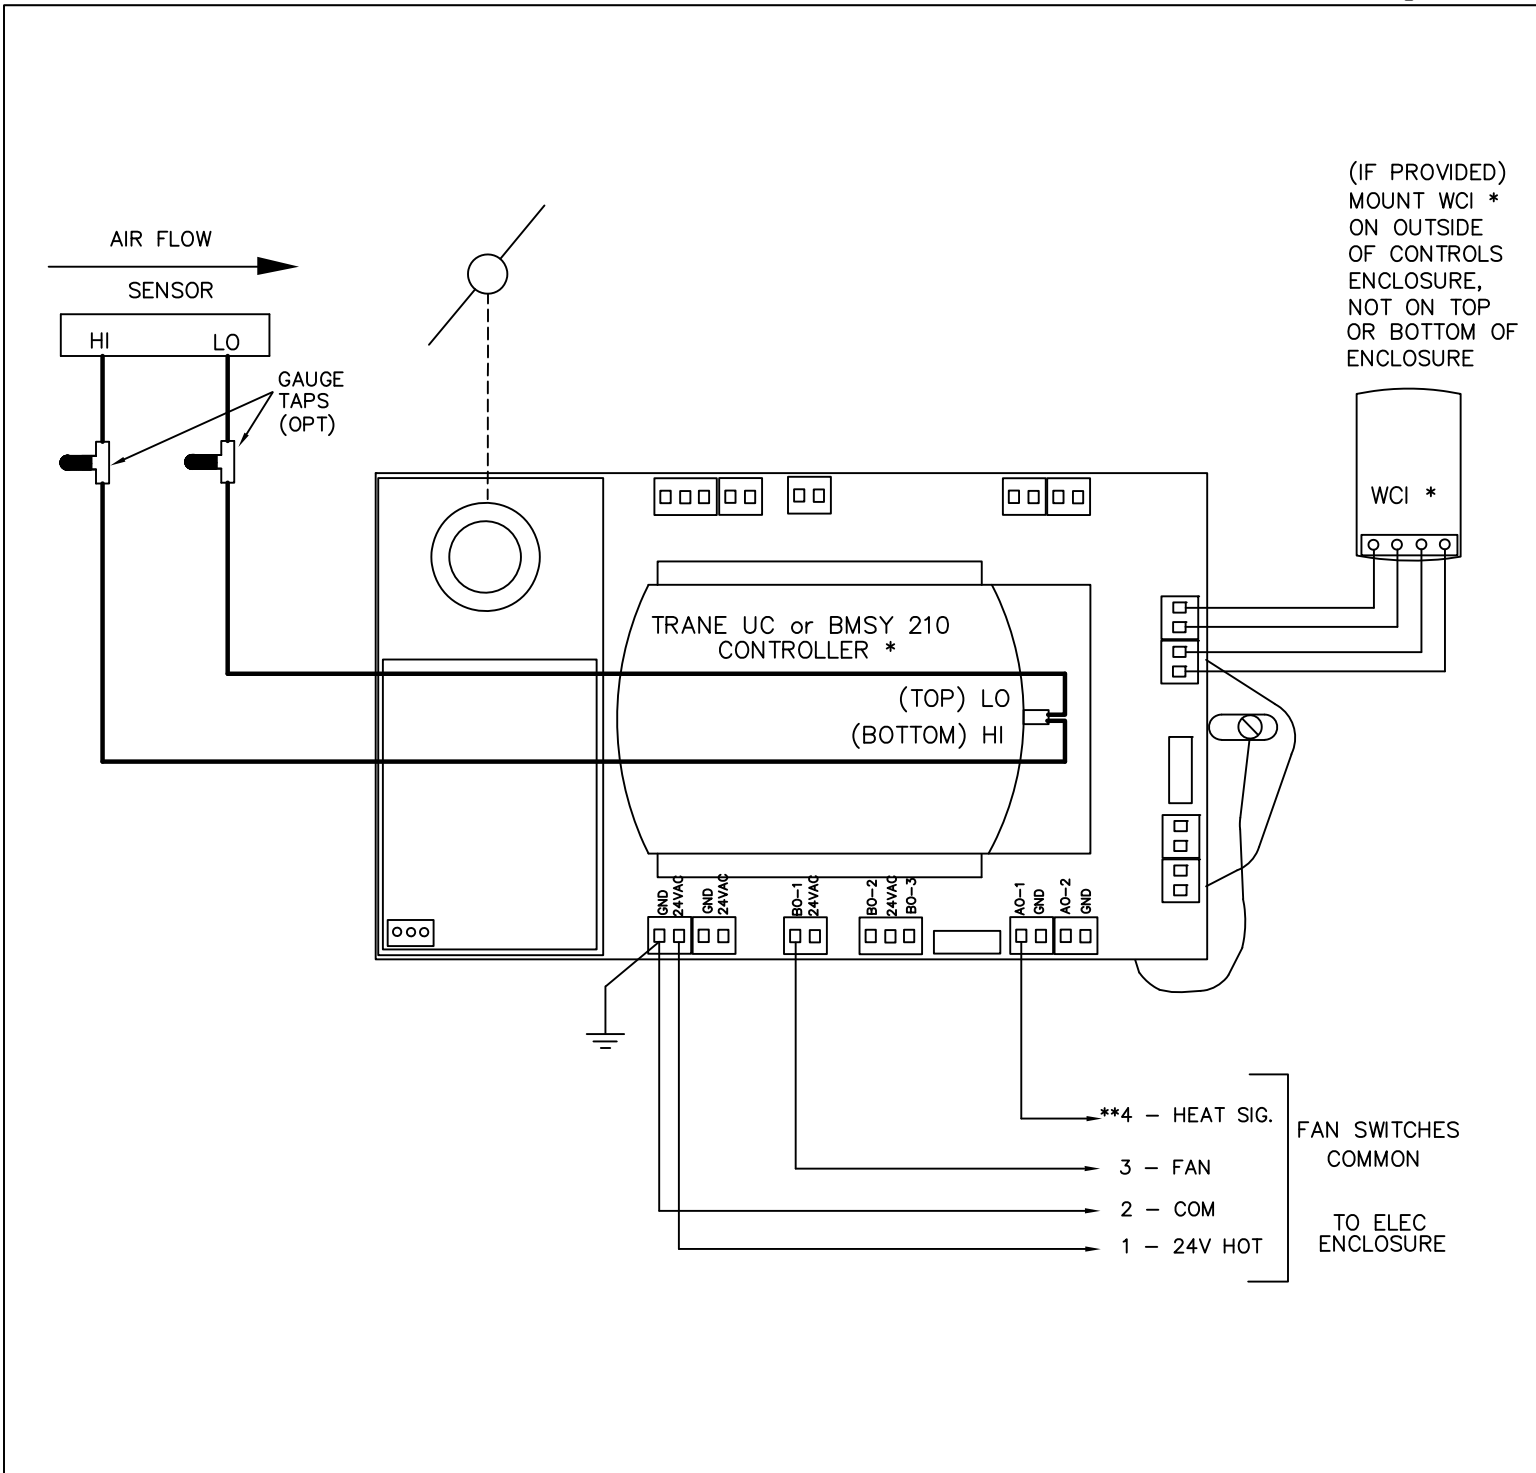 (IF PROVIDED)
MOUNT WCI *
ON OUTSIDE
OF CONTROLS
ENCLOSURE,
NOT ON TOP
OR BOTTOM OF
ENCLOSURE
AIR FLOW
SENSOR
HI
LO
GAUGE
TAPS
(OPT)
WCI *
TRANE UC or BMSY 210
CONTROLLER *
(TOP) LO
(BOTTOM) HI
GND
24VAC
GND
24VAC
BO-1
24VAC
BO-2
24VAC
BO-3
AO-1
GND
AO-2
GND
**4 - HEAT SIG.
3 - FAN
2 - COM
1 - 24V HOT
FAN SWITCHES
COMMON
TO ELEC
ENCLOSURE